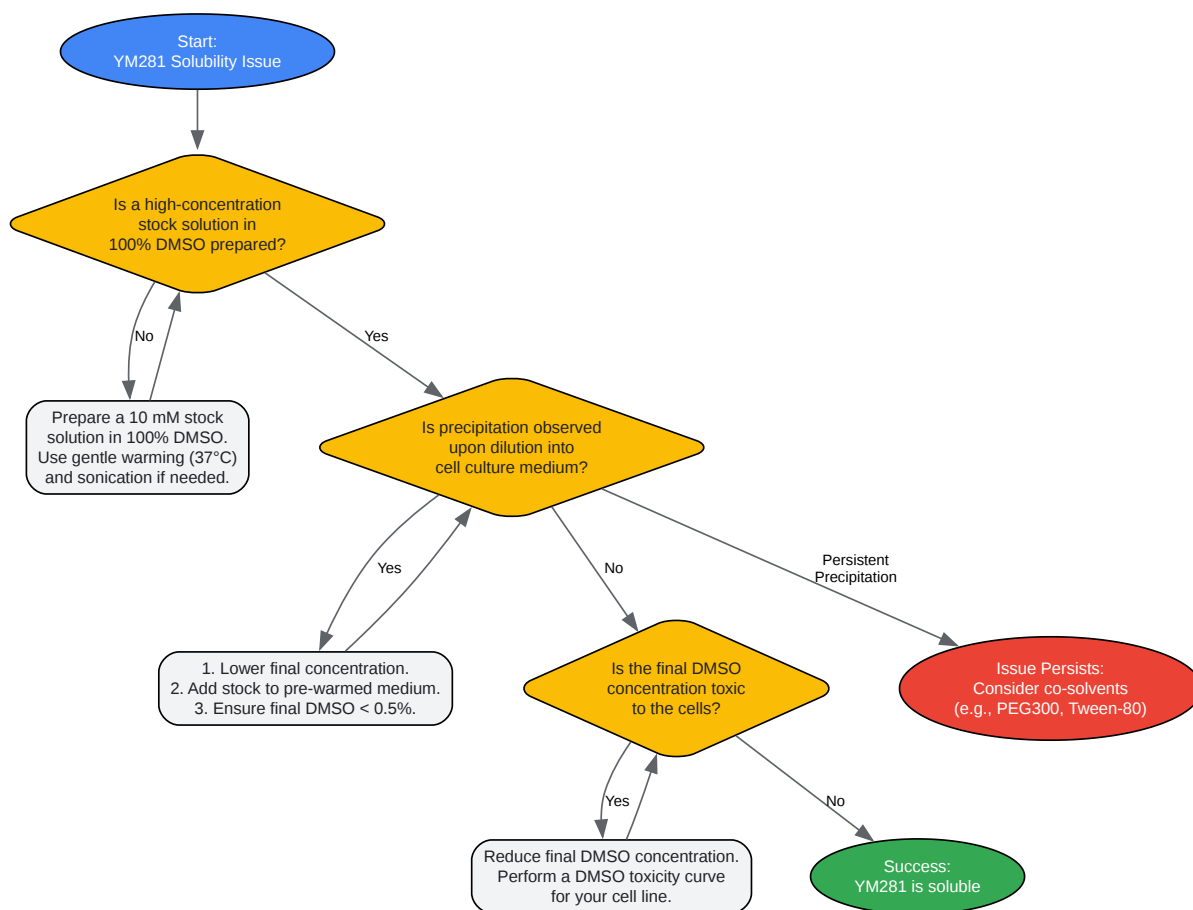 Start:
YM281 Solubility Issue
Is a high-concentration
stock solution in
100% DMSO prepared?
No
Yes
Prepare a 10 mM stock
solution in 100% DMSO.
Use gentle warming (37°C)
and sonication if needed.
Is precipitation observed
upon dilution into
cell culture medium?
Yes
No
Persistent
Precipitation
1. Lower final concentration.
2. Add stock to pre-warmed medium.
3. Ensure final DMSO < 0.5%.
Is the final DMSO
concentration toxic
to the cells?
Issue Persists:
Consider co-solvents
(e.g., PEG300, Tween-80)
Yes
No
Reduce final DMSO concentration.
Perform a DMSO toxicity curve
for your cell line.
Success:
YM281 is soluble